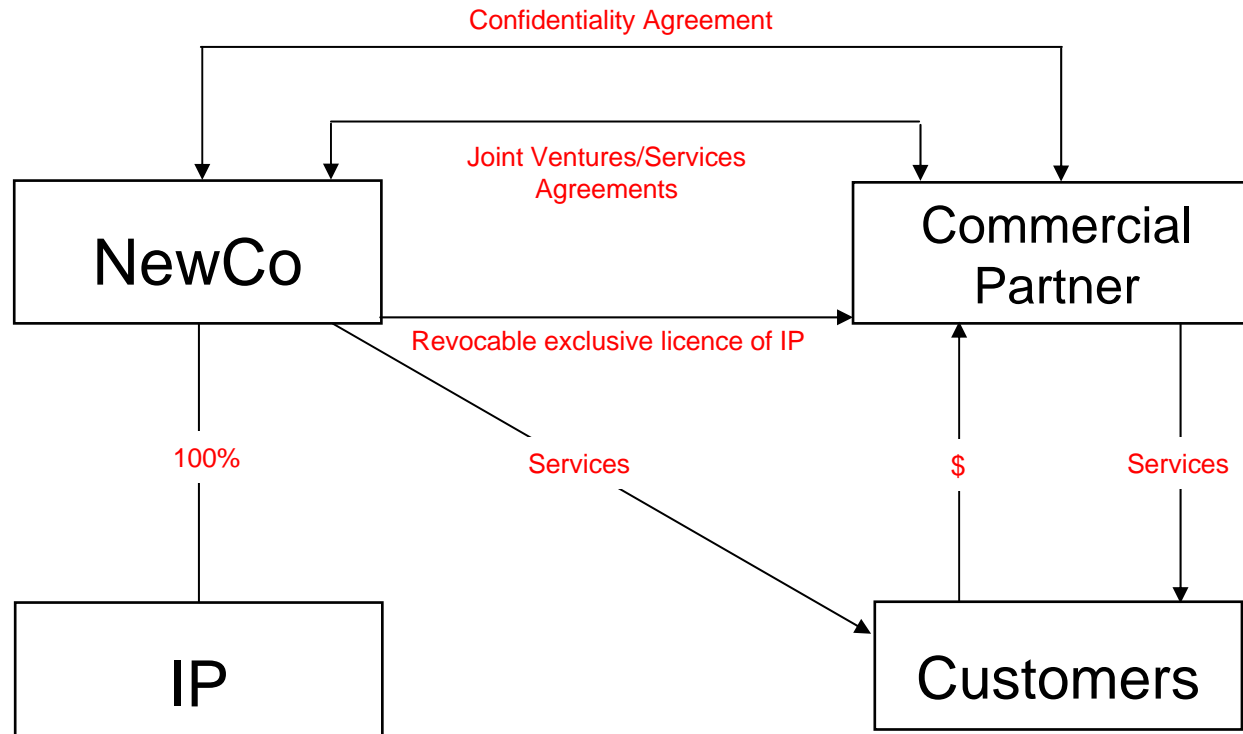 Confidentiality Agreement
Joint Ventures/Services
Agreements
NewCo
Commercial
Partner
Revocable exclusive licence of IP
100%
Services
$
Services
IP
Customers